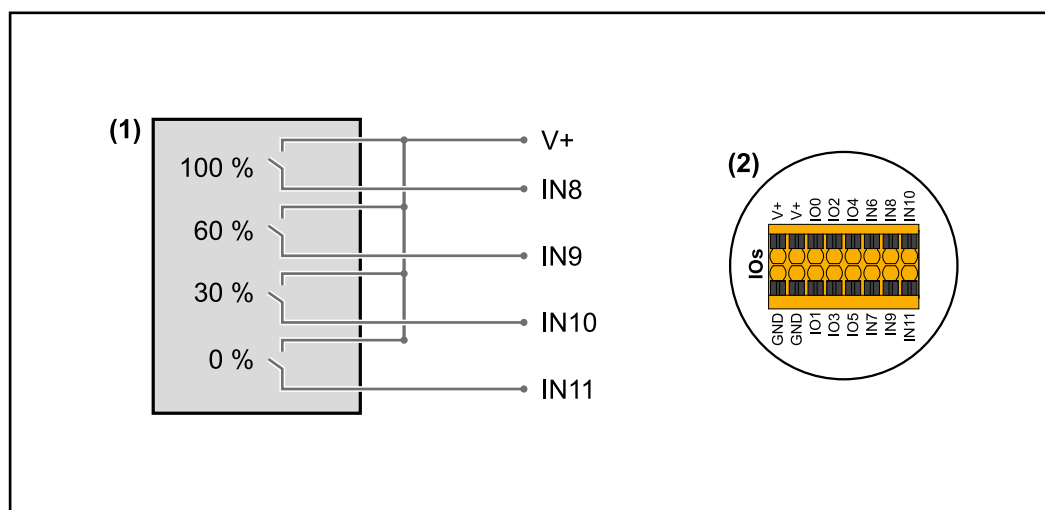 (1)
100 %
60 %
30 %
0 %
V+
IN8
IN9
IN10
IN11
(2)
IOs
V+ V+ IO0 IO2 IO4 IN6 IN8 IN10
GND GND IO1 IO3 IO5 IN7 IN9 IN11